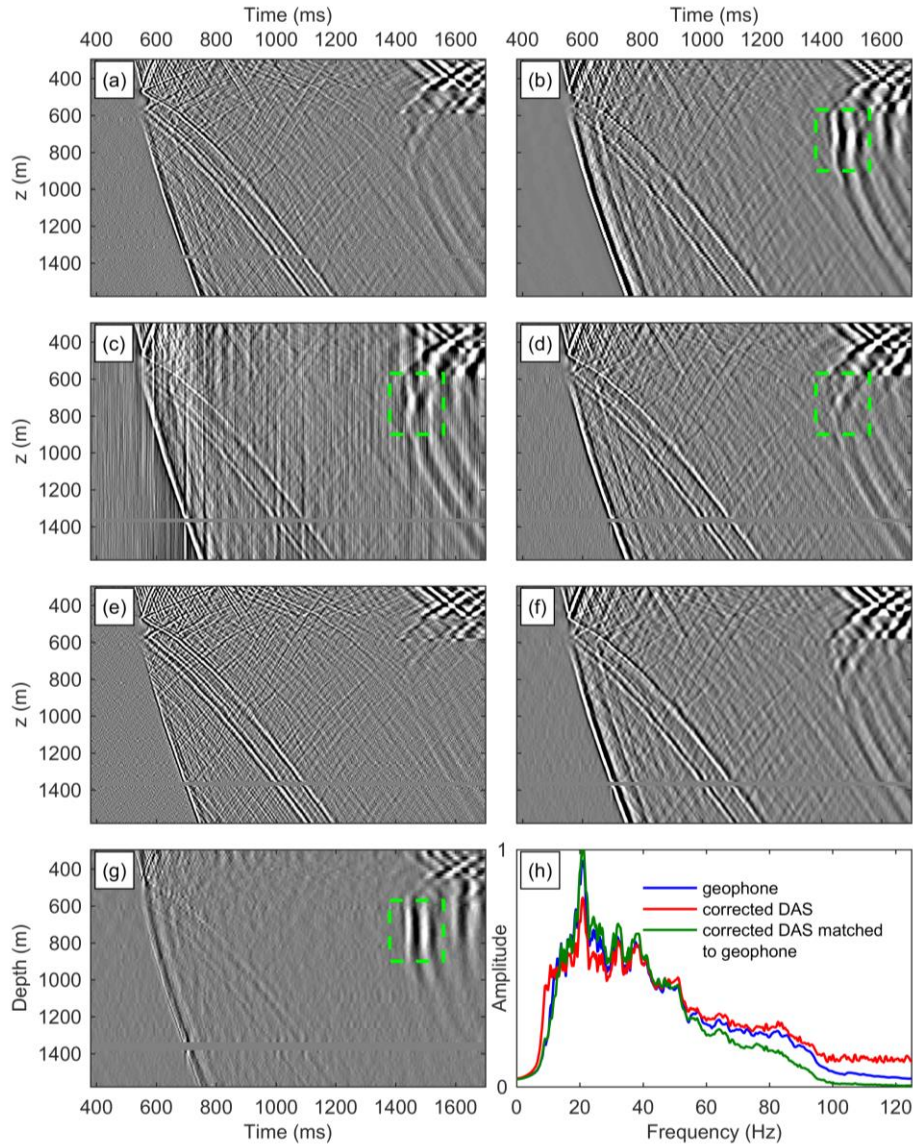 Time (ms)
Time (ms)
400 600 800 1000 1200 1400 1600
400 600 800 1000 1200 1400 1600
(a)
(b)
z (m)
400
600
800
1000
1200
1400
(c)
(d)
z (m)
400
600
800
1000
1200
1400
(e)
(f)
z (m)
400
600
800
1000
1200
1400
(g)
(h)
Depth (m)
400
600
800
1000
1200
1400
400 600 800 1000 1200 1400 1600
Time (ms)
1
Amplitude
0
geophone
corrected DAS
corrected DAS matched
to geophone
0 20 40 60 80 100 120
Frequency (Hz)